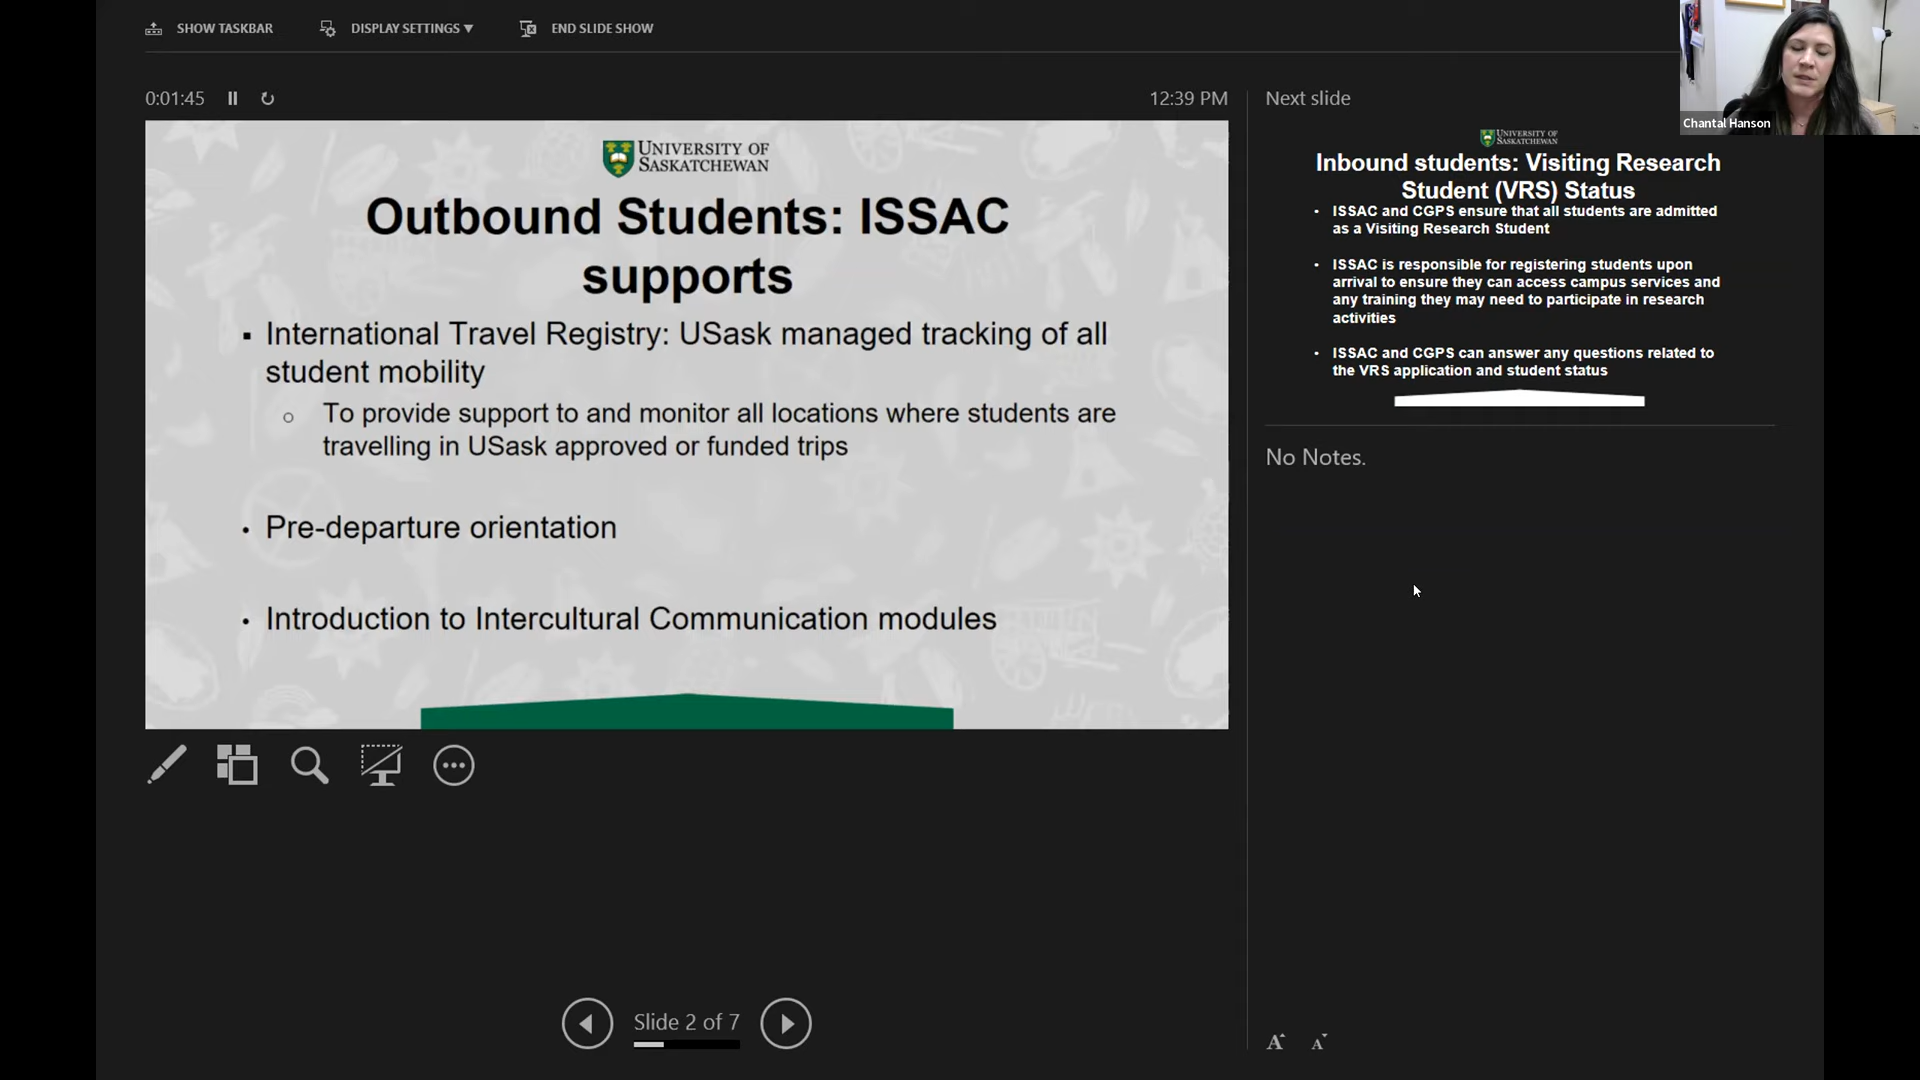 SHOW TASKBAR
DISPLAY SETTINGS ▼
END SLIDE SHOW
0:01:45
12:39 PM
UNIVERSITY OF
SASKATCHEWAN
Outbound Students: ISSAC
supports
▪ International Travel Registry: USask managed tracking of all
student mobility
○ To provide support to and monitor all locations where students are
travelling in USask approved or funded trips
• Pre-departure orientation
• Introduction to Intercultural Communication modules
Slide 2 of 7
Next slide
UNIVERSITY OF
SASKATCHEWAN
Inbound students: Visiting Research
Student (VRS) Status
• ISSAC and CGPS ensure that all students are admitted
as a Visiting Research Student
• ISSAC is responsible for registering students upon
arrival to ensure they can access campus services and
any training they may need to participate in research
activities
• ISSAC and CGPS can answer any questions related to
the VRS application and student status
No Notes.
A A
Chantal Hanson